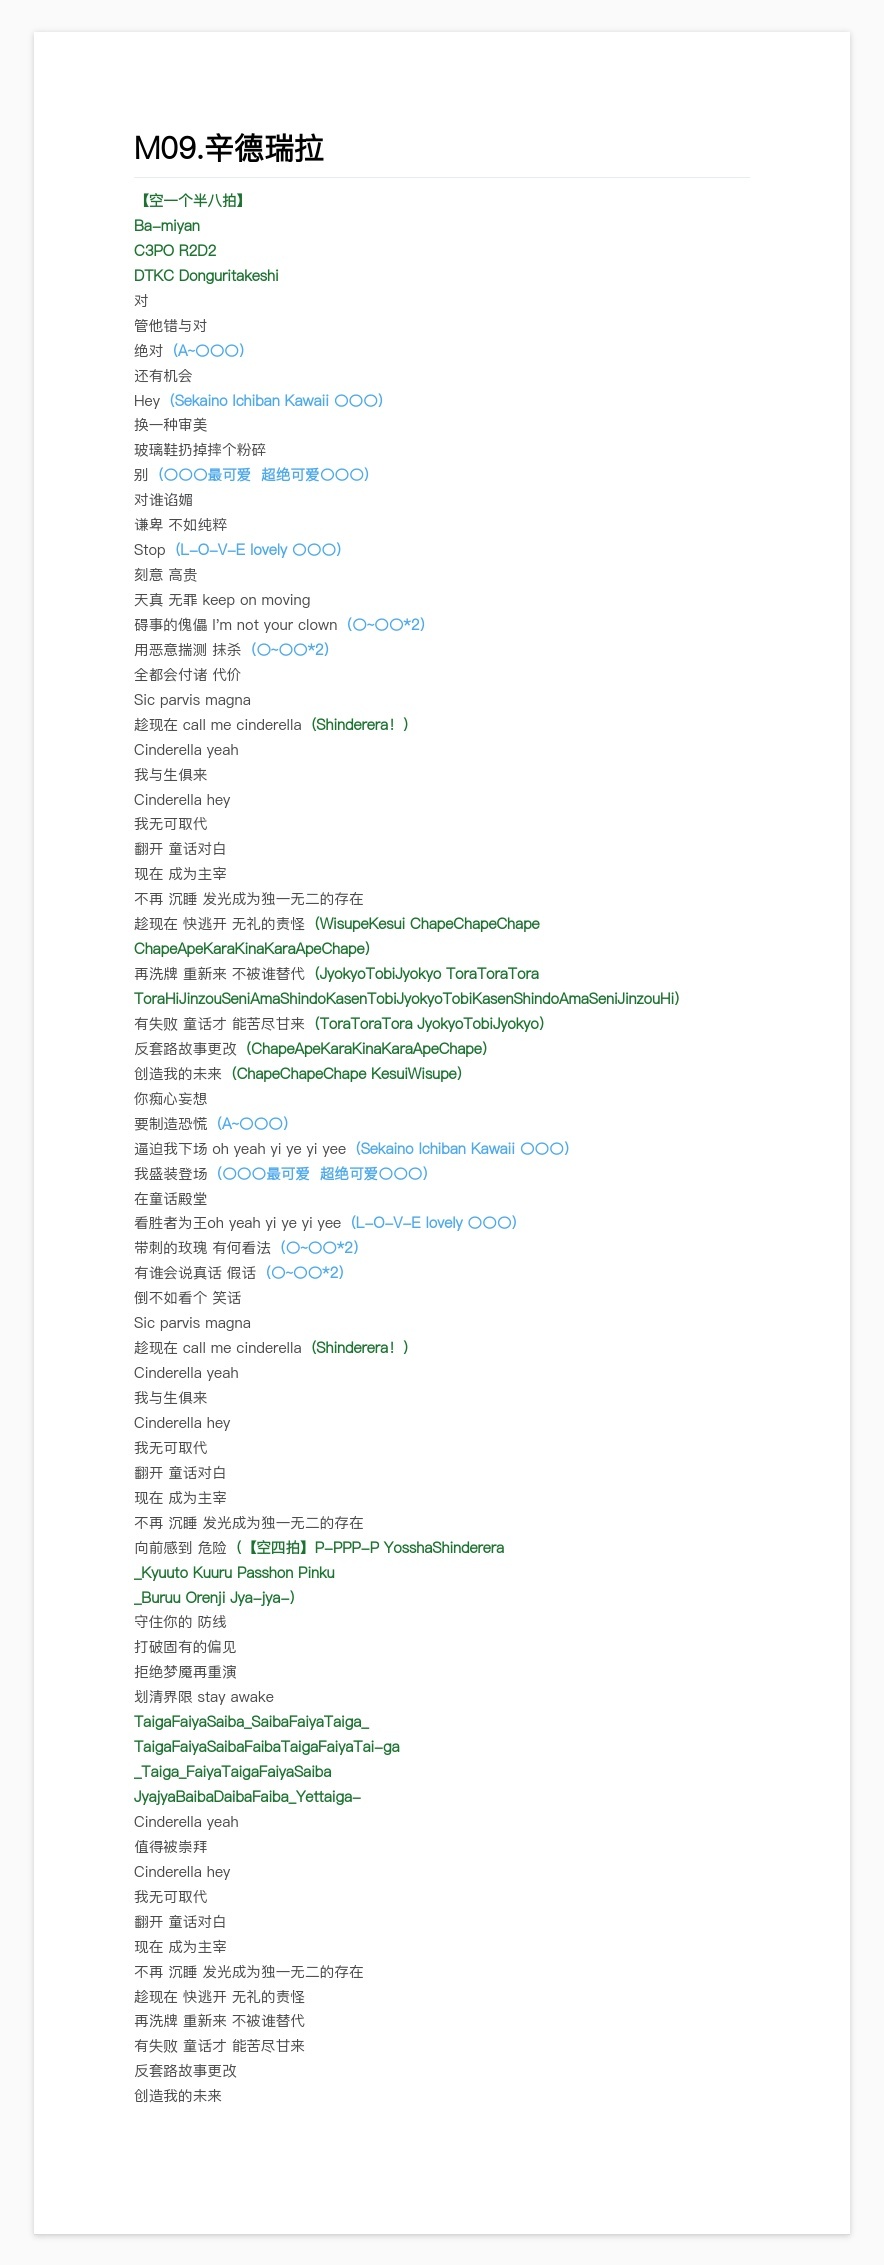 M09.辛德瑞拉
【空一个半八拍】
Ba-miyan
C3PO R2D2
DTKC Donguritakeshi
对
管他错与对
绝对（A~〇〇〇）
还有机会
Hey（Sekaino Ichiban Kawaii 〇〇〇）
换一种审美
玻璃鞋扔掉摔个粉碎
别（〇〇〇最可爱  超绝可爱〇〇〇）
对谁谄媚
谦卑 不如纯粹
Stop（L-O-V-E lovely 〇〇〇）
刻意 高贵
天真 无罪 keep on moving
碍事的傀儡 I'm not your clown（〇~〇〇*2）
用恶意揣测 抹杀（〇~〇〇*2）
全都会付诸 代价
Sic parvis magna
趁现在 call me cinderella（Shinderera！）
Cinderella yeah
我与生俱来
Cinderella hey
我无可取代
翻开 童话对白
现在 成为主宰
不再 沉睡 发光成为独一无二的存在
趁现在 快逃开 无礼的责怪（WisupeKesui ChapeChapeChape
ChapeApeKaraKinaKaraApeChape）
再洗牌 重新来 不被谁替代（JyokyoTobiJyokyo ToraToraTora
ToraHiJinzouSeniAmaShindoKasenTobiJyokyoTobiKasenShindoAmaSeniJinzouHi）
有失败 童话才 能苦尽甘来（ToraToraTora JyokyoTobiJyokyo）
反套路故事更改（ChapeApeKaraKinaKaraApeChape）
创造我的未来（ChapeChapeChape KesuiWisupe）
你痴心妄想
要制造恐慌（A~〇〇〇）
逼迫我下场 oh yeah yi ye yi yee（Sekaino Ichiban Kawaii 〇〇〇）
我盛装登场（〇〇〇最可爱  超绝可爱〇〇〇）
在童话殿堂
看胜者为王oh yeah yi ye yi yee（L-O-V-E lovely 〇〇〇）
带刺的玫瑰 有何看法（〇~〇〇*2）
有谁会说真话 假话（〇~〇〇*2）
倒不如看个 笑话
Sic parvis magna
趁现在 call me cinderella（Shinderera！）
Cinderella yeah
我与生俱来
Cinderella hey
我无可取代
翻开 童话对白
现在 成为主宰
不再 沉睡 发光成为独一无二的存在
向前感到 危险（【空四拍】P-PPP-P YosshaShinderera
_Kyuuto Kuuru Passhon Pinku
_Buruu Orenji Jya-jya-）
守住你的 防线
打破固有的偏见
拒绝梦魇再重演
划清界限 stay awake
TaigaFaiyaSaiba_SaibaFaiyaTaiga_
TaigaFaiyaSaibaFaibaTaigaFaiyaTai-ga
_Taiga_FaiyaTaigaFaiyaSaiba
JyajyaBaibaDaibaFaiba_Yettaiga-
Cinderella yeah
值得被崇拜
Cinderella hey
我无可取代
翻开 童话对白
现在 成为主宰
不再 沉睡 发光成为独一无二的存在
趁现在 快逃开 无礼的责怪
再洗牌 重新来 不被谁替代
有失败 童话才 能苦尽甘来
反套路故事更改
创造我的未来